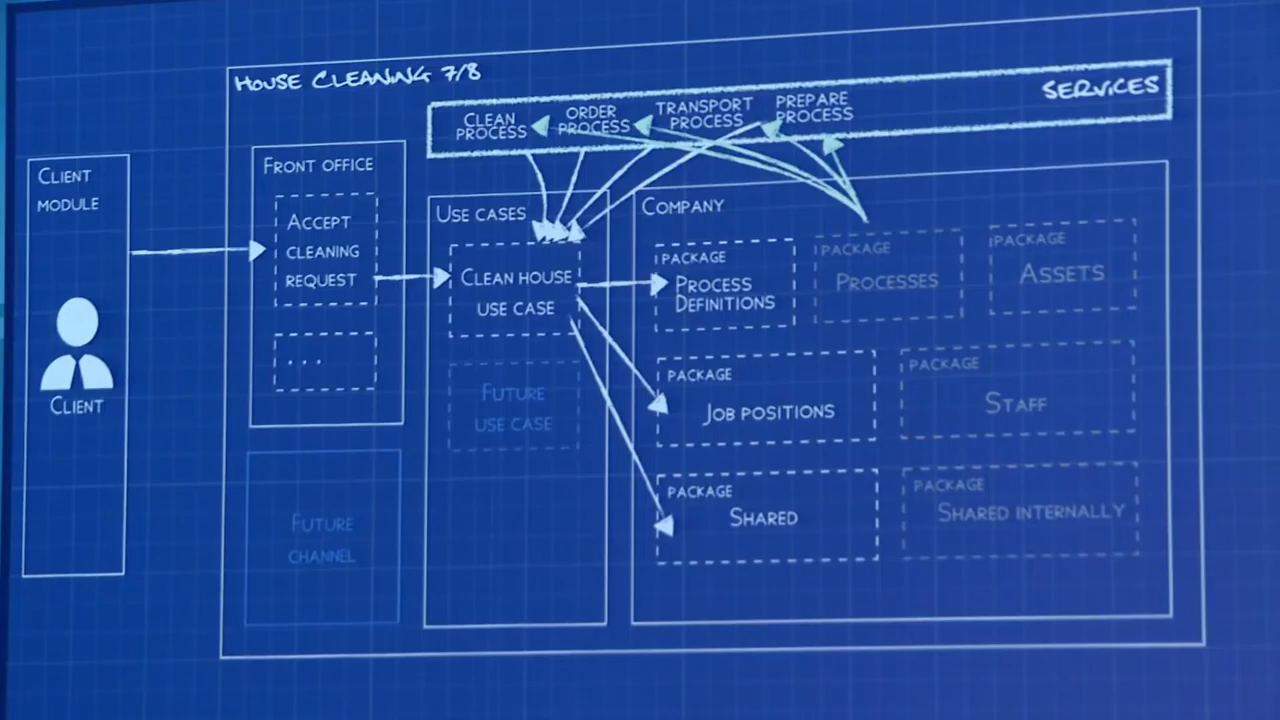 House Cleaning 7/8
Services
Clean
Process
Order
Process
Transport
Process
Prepare
Process
Client
module
Client
Front office
Accept
cleaning
request
...
Future
channel
Use cases
Clean house
use case
Future
use case
Company
package
Process
Definitions
package
Processes
package
Assets
package
Job positions
package
Staff
package
Shared
package
Shared internally